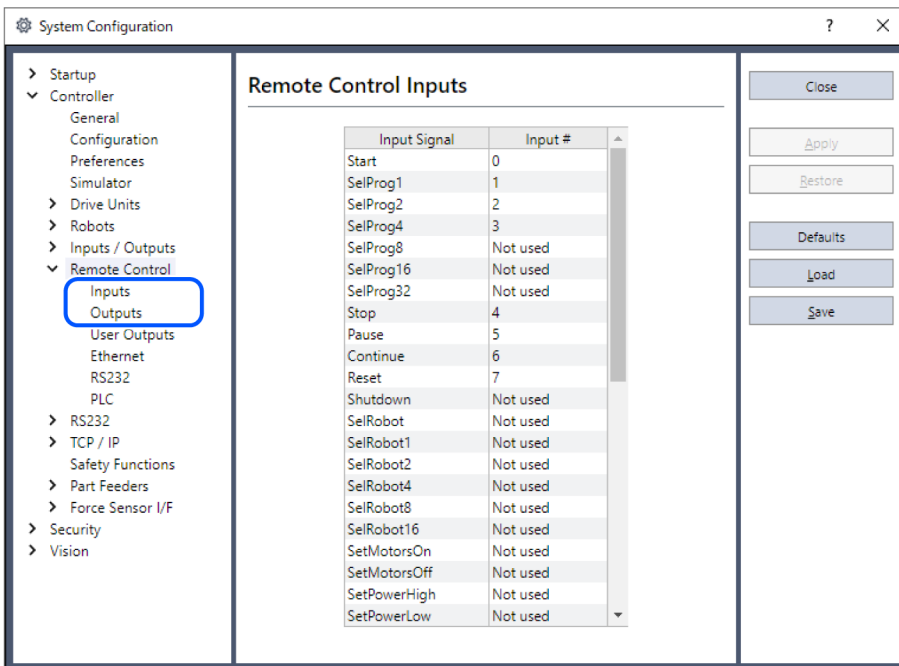 System Configuration
?
Startup
Controller
General
Configuration
Preferences
Simulator
Drive Units
Robots
Inputs / Outputs
Remote Control
Inputs
Outputs
User Outputs
Ethernet
RS232
PLC
RS232
TCP / IP
Safety Functions
Part Feeders
Force Sensor I/F
Security
Vision
Remote Control Inputs
Input Signal Input #
Start 0
SelProg1 1
SelProg2 2
SelProg4 3
SelProg8 Not used
SelProg16 Not used
SelProg32 Not used
Stop 4
Pause 5
Continue 6
Reset 7
Shutdown Not used
SelRobot Not used
SelRobot1 Not used
SelRobot2 Not used
SelRobot4 Not used
SelRobot8 Not used
SelRobot16 Not used
SetMotorsOn Not used
SetMotorsOff Not used
SetPowerHigh Not used
SetPowerLow Not used
Close
Apply
Restore
Defaults
Load
Save